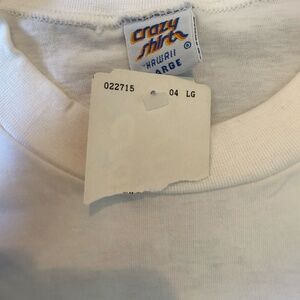 crazy
shirts
HAWAII
®
LARGE
022715 04 LG